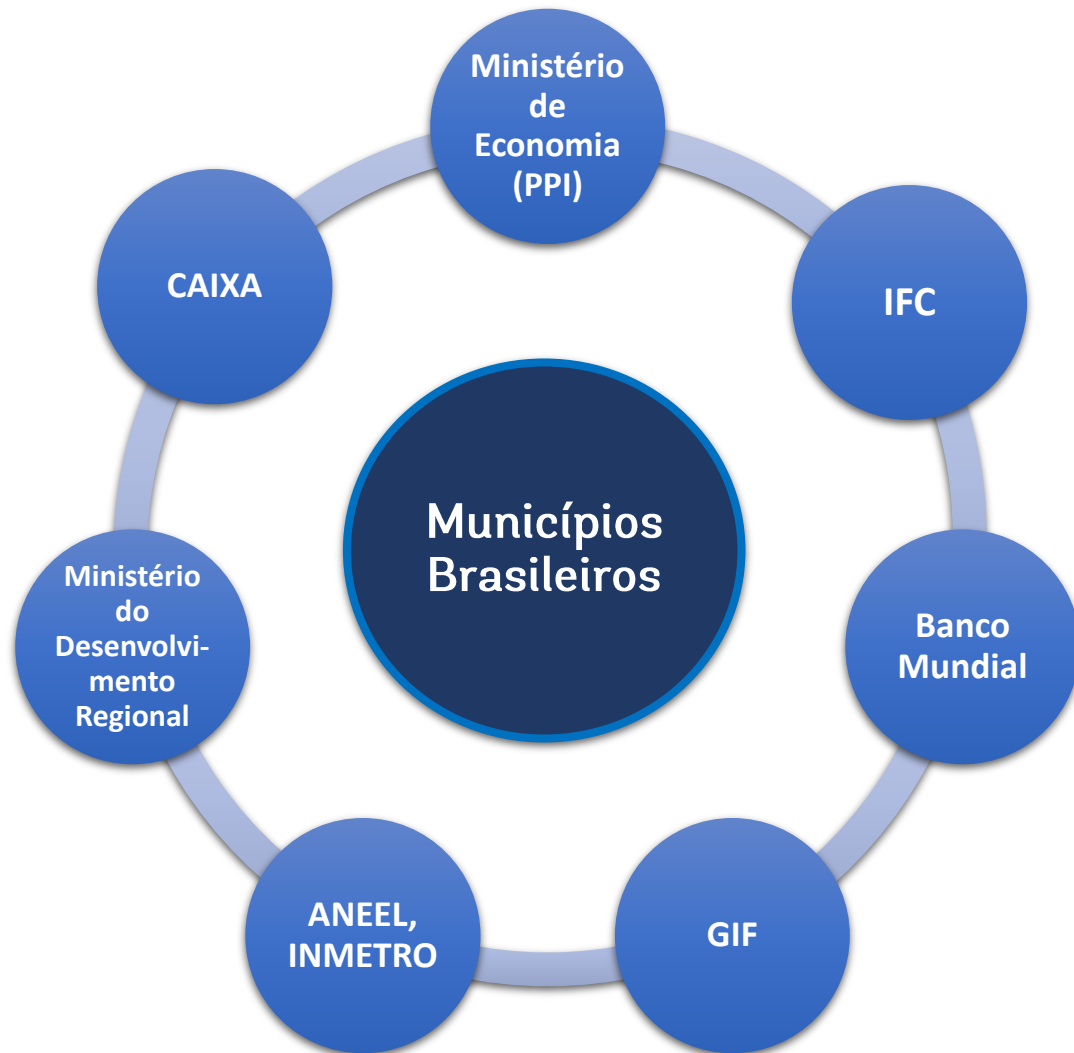 Ministério
de
Economia
(PPI)
CAIXA
IFC
Municípios
Brasileiros
Ministério
do
Desenvolvi-
mento
Regional
Banco
Mundial
ANEEL,
INMETRO
GIF